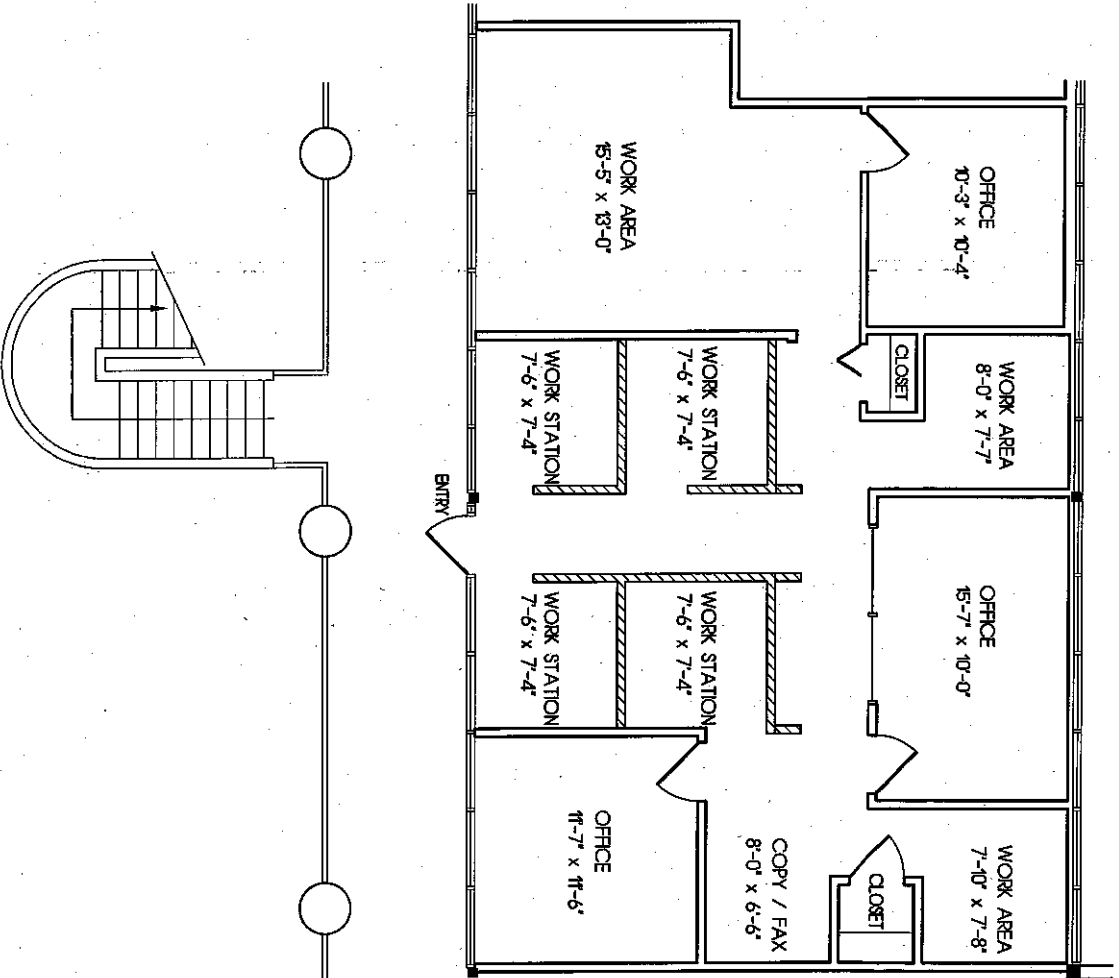 OFFICE
10'-3" x 10'-4"
WORK AREA
15'-5" x 13'-0"
CLOSET
WORK AREA
8'-0" x 7'-7"
WORK STATION
7'-6" x 7'-4"
WORK STATION
7'-6" x 7'-4"
ENTRY
OFFICE
15'-7" x 10'-0"
WORK STATION
7'-6" x 7'-4"
WORK STATION
7'-6" x 7'-4"
OFFICE
11'-7" x 11'-6"
COPY / FAX
8'-0" x 6'-6"
CLOSET
WORK AREA
7'-10" x 7'-8"